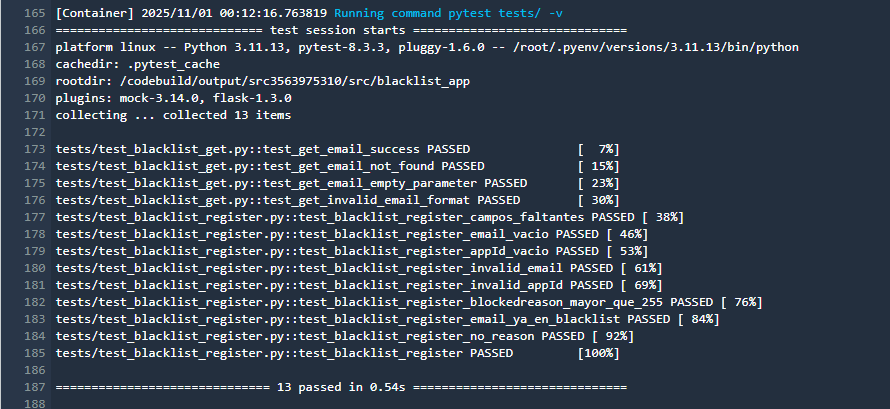 165 [Container] 2025/11/01 00:12:16.763819 Running command pytest tests/ -v
166 ============================= test session starts ==============================
167 platform linux -- Python 3.11.13, pytest-8.3.3, pluggy-1.6.0 -- /root/.pyenv/versions/3.11.13/bin/python
168 cachedir: .pytest_cache
169 rootdir: /codebuild/output/src3563975310/src/blacklist_app
170 plugins: mock-3.14.0, flask-1.3.0
171 collecting ... collected 13 items
172
173 tests/test_blacklist_get.py::test_get_email_success PASSED               [  7%]
174 tests/test_blacklist_get.py::test_get_email_not_found PASSED             [ 15%]
175 tests/test_blacklist_get.py::test_get_email_empty_parameter PASSED       [ 23%]
176 tests/test_blacklist_get.py::test_get_invalid_email_format PASSED        [ 30%]
177 tests/test_blacklist_register.py::test_blacklist_register_campos_faltantes PASSED [ 38%]
178 tests/test_blacklist_register.py::test_blacklist_register_email_vacio PASSED [ 46%]
179 tests/test_blacklist_register.py::test_blacklist_register_appId_vacio PASSED [ 53%]
180 tests/test_blacklist_register.py::test_blacklist_register_invalid_email PASSED [ 61%]
181 tests/test_blacklist_register.py::test_blacklist_register_invalid_appId PASSED [ 69%]
182 tests/test_blacklist_register.py::test_blacklist_register_blockedreason_mayor_que_255 PASSED [ 76%]
183 tests/test_blacklist_register.py::test_blacklist_register_email_ya_en_blacklist PASSED [ 84%]
184 tests/test_blacklist_register.py::test_blacklist_register_no_reason PASSED [ 92%]
185 tests/test_blacklist_register.py::test_blacklist_register PASSED         [100%]
186
187 ============================== 13 passed in 0.54s ==============================
188